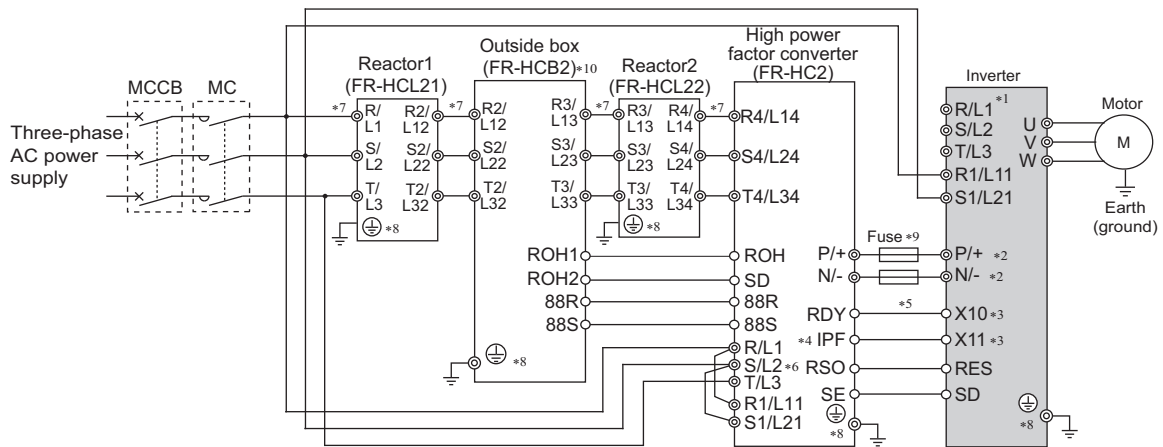 High power
factor converter
(FR-HC2)
Outside box
(FR-HCB2)*10
Reactor1
(FR-HCL21)
Reactor2
(FR-HCL22)
MCCB
MC
Inverter
Motor
Three-phase
AC power
supply
*7
R/
L1
R2/
L12
*7
R2/
L12
R3/
L13
*7
R3/
L13
R4/
L14
*7
R4/L14
S/
L2
S2/
L22
S2/
L22
S3/
L23
S3/
L23
S4/
L24
S4/L24
T/
L3
T2/
L32
T2/
L32
T3/
L33
T3/
L33
T4/
L34
T4/L34
*8
*8
R/L1 *1
S/L2
T/L3
R1/L11
S1/L21
U
V
W
M
Earth
(ground)
ROH1
ROH
ROH2
SD
88R
88R
88S
88S
*8
R/L1
S/L2 *6
T/L3
R1/L11
S1/L21
P/+
Fuse *9
P/+ *2
N/-
N/- *2
RDY
*5
X10 *3
*4 IPF
X11 *3
RSO
RES
SE
SD
*8
*8